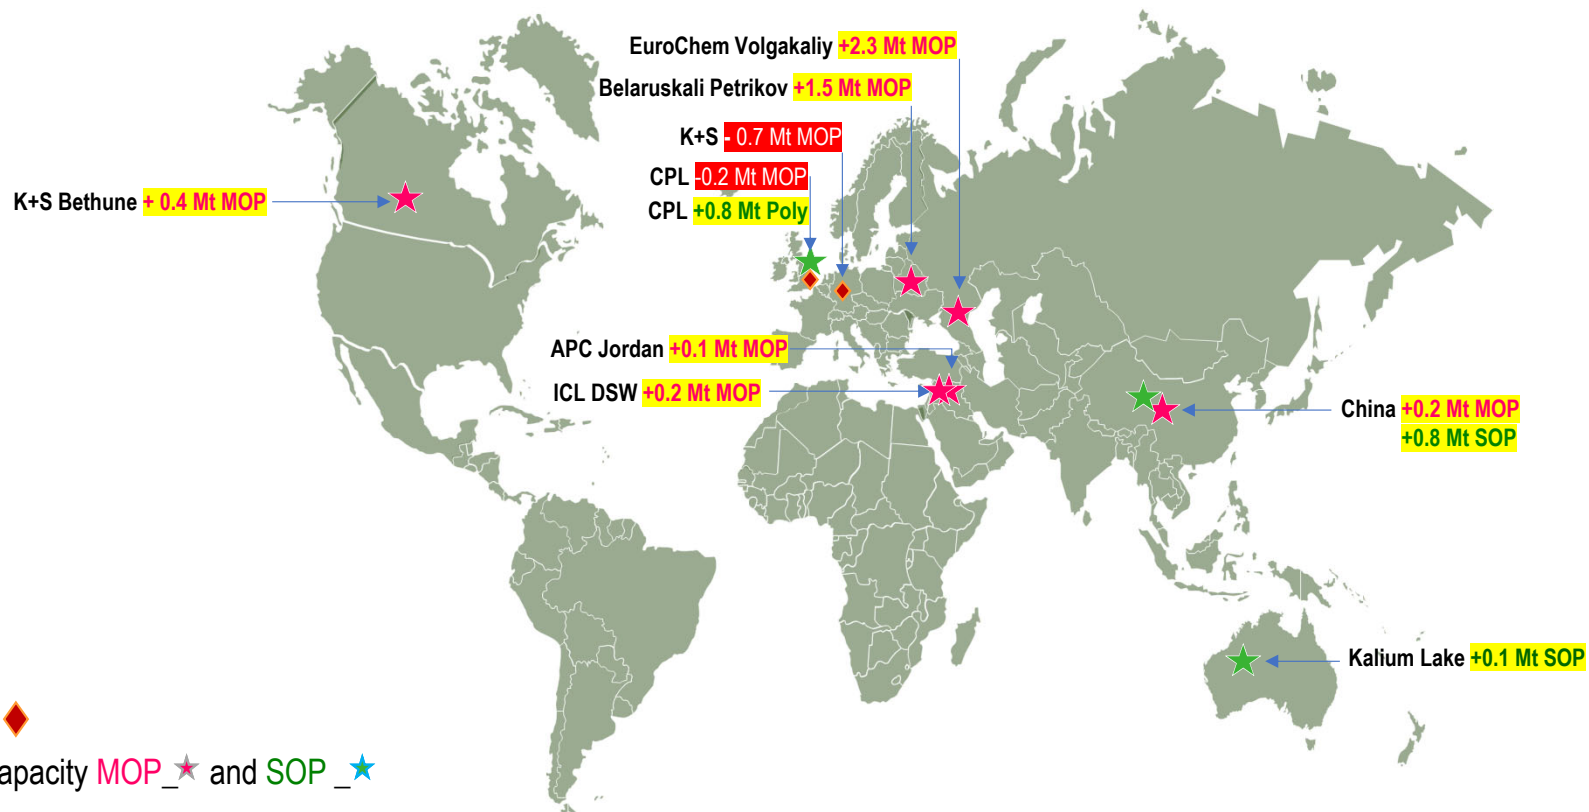 EuroChem Volgakaliy +2.3 Mt MOP
Belaruskali Petrikov +1.5 Mt MOP
K+S - 0.7 Mt MOP
CPL -0.2 Mt MOP
CPL +0.8 Mt Poly
K+S Bethune + 0.4 Mt MOP
APC Jordan +0.1 Mt MOP
ICL DSW +0.2 Mt MOP
China +0.2 Mt MOP
+0.8 Mt SOP
Kalium Lake +0.1 Mt SOP
apacity MOP_ and SOP _